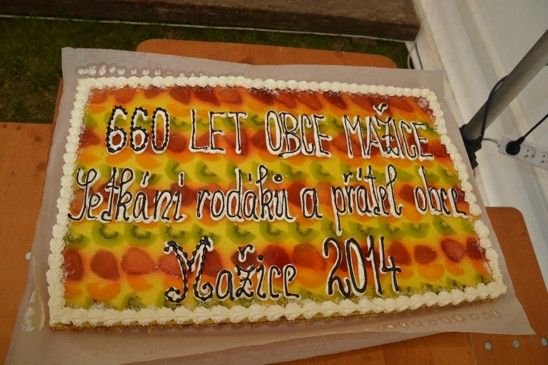 660 LET OBCE MAŽICE
Setkání rodáků a přátel obce
Mažice 2014